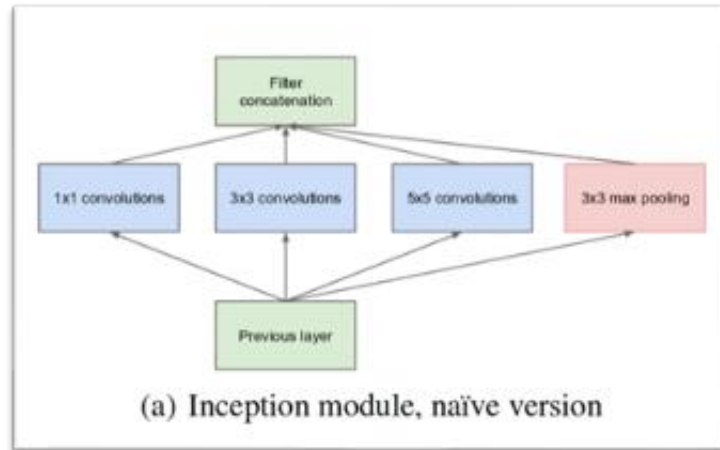 Filter
concatenation
1x1 convolutions
3x3 convolutions
5x5 convolutions
3x3 max pooling
Previous layer
(a) Inception module, naïve version